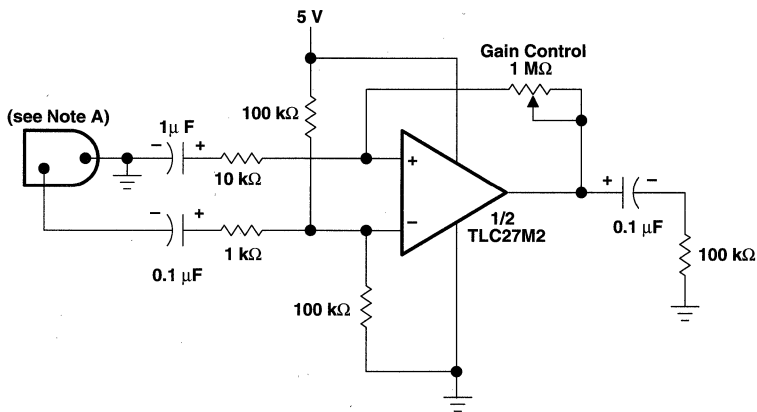 5 V
Gain Control
1 MΩ
(see Note A)
1μ F
100 kΩ
− +
10 kΩ
+
− +
1 kΩ
0.1 μF
−
1/2
TLC27M2
+ −
0.1 μF
100 kΩ
100 kΩ